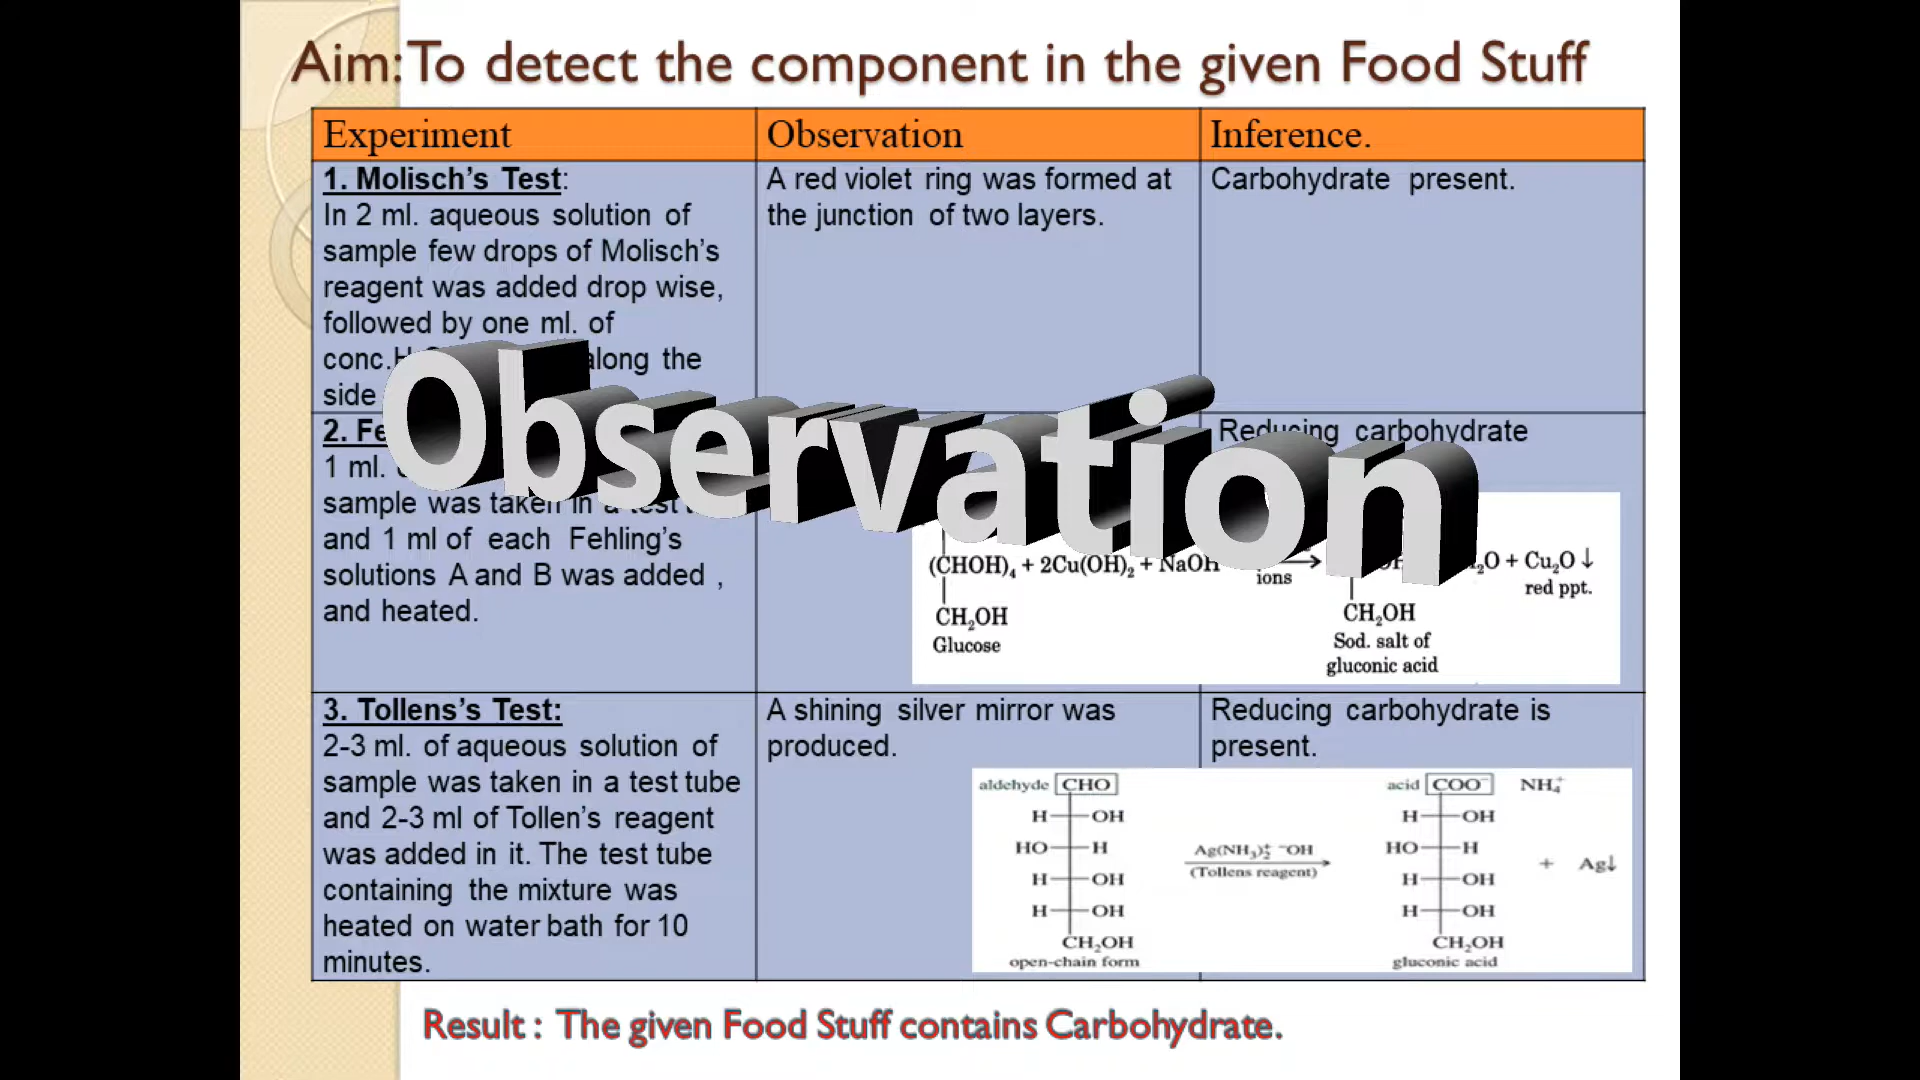 Aim: To detect the component in the given Food Stuff
Experiment
Observation
Inference.
1. Molisch’s Test:
In 2 ml. aqueous solution of
sample few drops of Molisch’s
reagent was added drop wise,
followed by one ml. of
conc.H along the
side
A red violet ring was formed at
the junction of two layers.
Carbohydrate present.
2. Fe
1 ml.
sample was taken in a test
and 1 ml of each Fehling’s
solutions A and B was added ,
and heated.
Reducing carbohydrate
(CHOH)₄ + 2Cu(OH)₂ + NaOH
ions
₂O + Cu₂O ↓
red ppt.
CH₂OH
Glucose
CH₂OH
Sod. salt of
gluconic acid
Observation
3. Tollens’s Test:
2-3 ml. of aqueous solution of
sample was taken in a test tube
and 2-3 ml of Tollen’s reagent
was added in it. The test tube
containing the mixture was
heated on water bath for 10
minutes.
A shining silver mirror was
produced.
Reducing carbohydrate is
present.
aldehyde CHO
H OH
HO H
H OH
H OH
CH₂OH
open-chain form
Ag(NH₃)₂⁺ ⁻OH
(Tollens reagent)
acid COO⁻ NH₄⁺
H OH
HO H
H OH
H OH
CH₂OH
gluconic acid
+ Ag↓
Result : The given Food Stuff contains Carbohydrate.